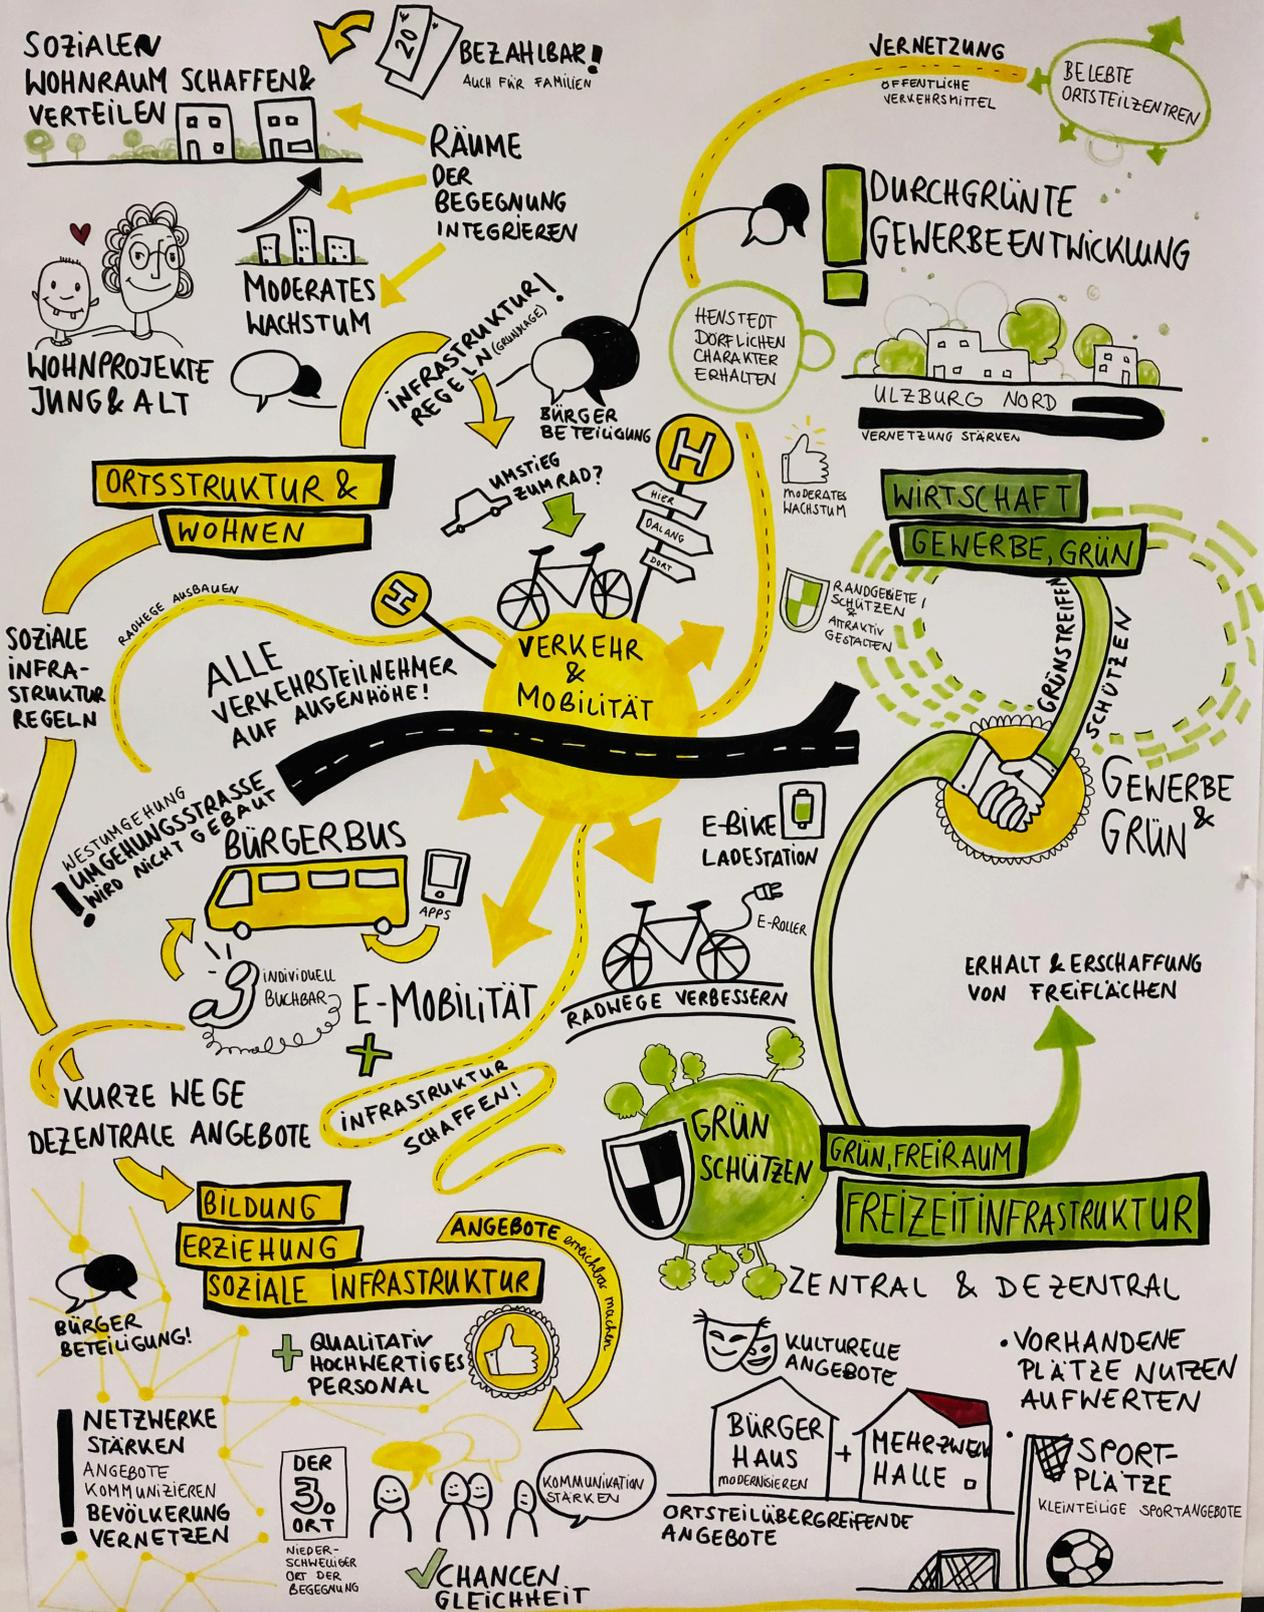 SOZIALEN
WOHNRAUM SCHAFFEN &
VERTEILEN
20€
BEZAHLBAR!
AUCH FÜR FAMILIEN
RÄUME
DER
BEGEGNUNG
INTEGRIEREN
MODERATES
WACHSTUM
WOHNPROJEKTE
JUNG & ALT
INFRASTRUKTUR!
REGELN (GRUNDLAGE)
BÜRGER
BETEILIGUNG
VERNETZUNG
ÖFFENTLICHE
VERKEHRSMITTEL
BELEBTE
ORTSTEILZENTREN
DURCHGRÜNTE
GEWERBEENTWICKLUNG
HENSTEDT
DÖRFLICHEN
CHARAKTER
ERHALTEN
ULZBURG NORD
VERNETZUNG STÄRKEN
MODERATES
WACHSTUM
ORTSSTRUKTUR &
WOHNEN
UMSTIEG
ZUM RAD?
H
HIER
DALANG
DORT
WIRTSCHAFT
GEWERBE, GRÜN
RANDGEBIETE
SCHÜTZEN
&
ATTRAKTIV
GESTALTEN
GRÜNSTREIFEN
SCHÜTZEN
GEWERBE
& GRÜN
RADWEGE AUSBAUEN
H
SOZIALE
INFRA-
STRUKTUR
REGELN
ALLE
VERKEHRSTEILNEHMER
AUF AUGENHÖHE!
VERKEHR
&
MOBILITÄT
WESTUMGEHUNG
UMGEHUNGSSTRASSE
WIRD NICHT GEBAUT
!
BÜRGERBUS
APPS
INDIVIDUELL
BUCHBAR
E-BIKE
LADESTATION
E-ROLLER
RADWEGE VERBESSERN
E-MOBILITÄT
+
INFRASTRUKTUR
SCHAFFEN!
KURZE WEGE
DEZENTRALE ANGEBOTE
ERHALT & ERSCHAFFUNG
VON FREIFLÄCHEN
GRÜN
SCHÜTZEN
GRÜN, FREIRAUM
FREIZEITINFRASTRUKTUR
ZENTRAL & DEZENTRAL
BILDUNG
ERZIEHUNG
SOZIALE INFRASTRUKTUR
ANGEBOTE erreichbar machen
BÜRGER
BETEILIGUNG!
+ QUALITATIV
HOCHWERTIGES
PERSONAL
! NETZWERKE
STÄRKEN
ANGEBOTE
KOMMUNIZIEREN
BEVÖLKERUNG
VERNETZEN
DER
3.
ORT
NIEDER-
SCHWELLIGER
ORT DER
BEGEGNUNG
KOMMUNIKATION
STÄRKEN
CHANCEN
GLEICHHEIT
KULTURELLE
ANGEBOTE
BÜRGER
HAUS
MODERNISIEREN
+
MEHRZWECK
HALLE
ORTSTEILÜBERGREIFENDE
ANGEBOTE
• VORHANDENE
PLÄTZE NUTZEN
AUFWERTEN
• SPORT-
PLÄTZE
KLEINTEILIGE SPORTANGEBOTE